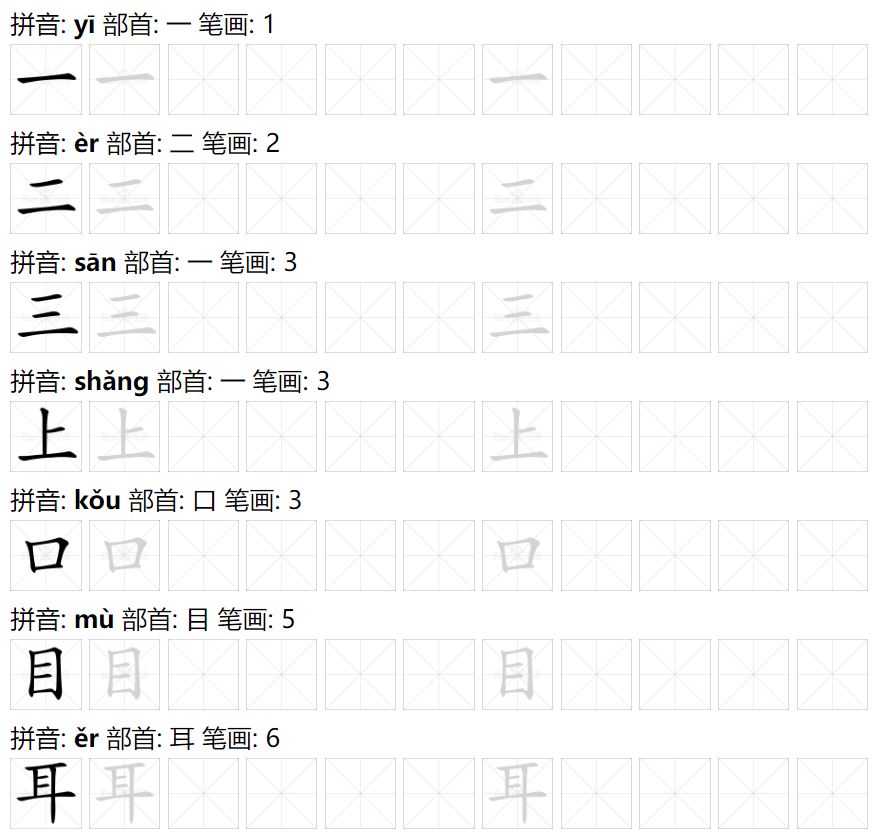 拼音: yī 部首: 一 笔画: 1
一 一 一
拼音: èr 部首: 二 笔画: 2
二 二 二
拼音: sān 部首: 一 笔画: 3
三 三 三
拼音: shǎng 部首: 一 笔画: 3
上 上 上
拼音: kǒu 部首: 口 笔画: 3
口 口 口
拼音: mù 部首: 目 笔画: 5
目 目 目
拼音: ěr 部首: 耳 笔画: 6
耳 耳 耳